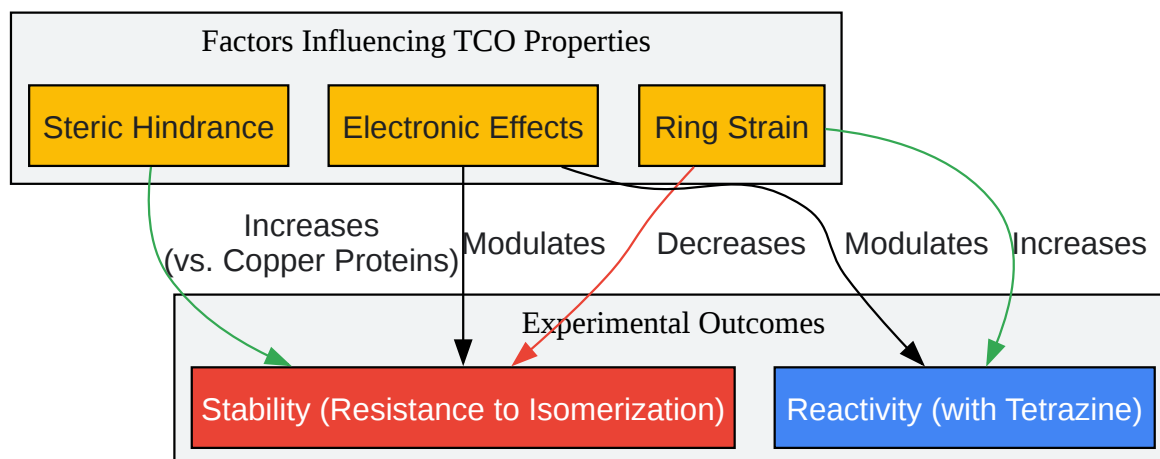 Factors Influencing TCO Properties
Steric Hindrance
Electronic Effects
Ring Strain
Increases
(vs. Copper Proteins)
Modulates
Decreases
Modulates
Increases
Experimental Outcomes
Stability (Resistance to Isomerization)
Reactivity (with Tetrazine)